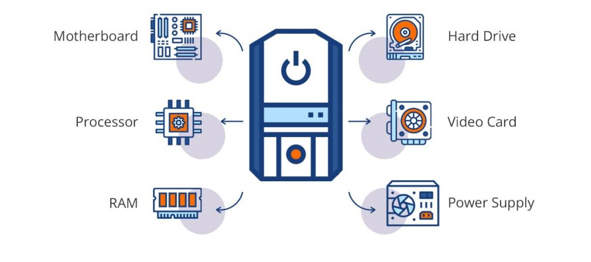 Motherboard
Hard Drive
Processor
Video Card
RAM
Power Supply